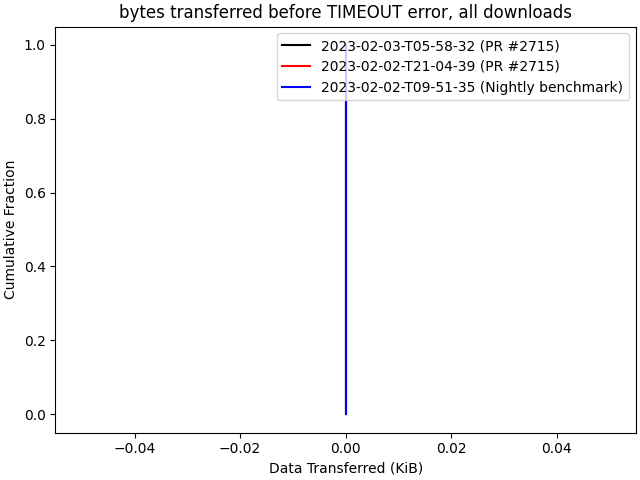 bytes transferred before TIMEOUT error, all downloads
2023-02-03-T05-58-32 (PR #2715)
2023-02-02-T21-04-39 (PR #2715)
2023-02-02-T09-51-35 (Nightly benchmark)
1.0
0.8
0.6
0.4
0.2
0.0
Cumulative Fraction
−0.04
−0.02
0.00
0.02
0.04
Data Transferred (KiB)